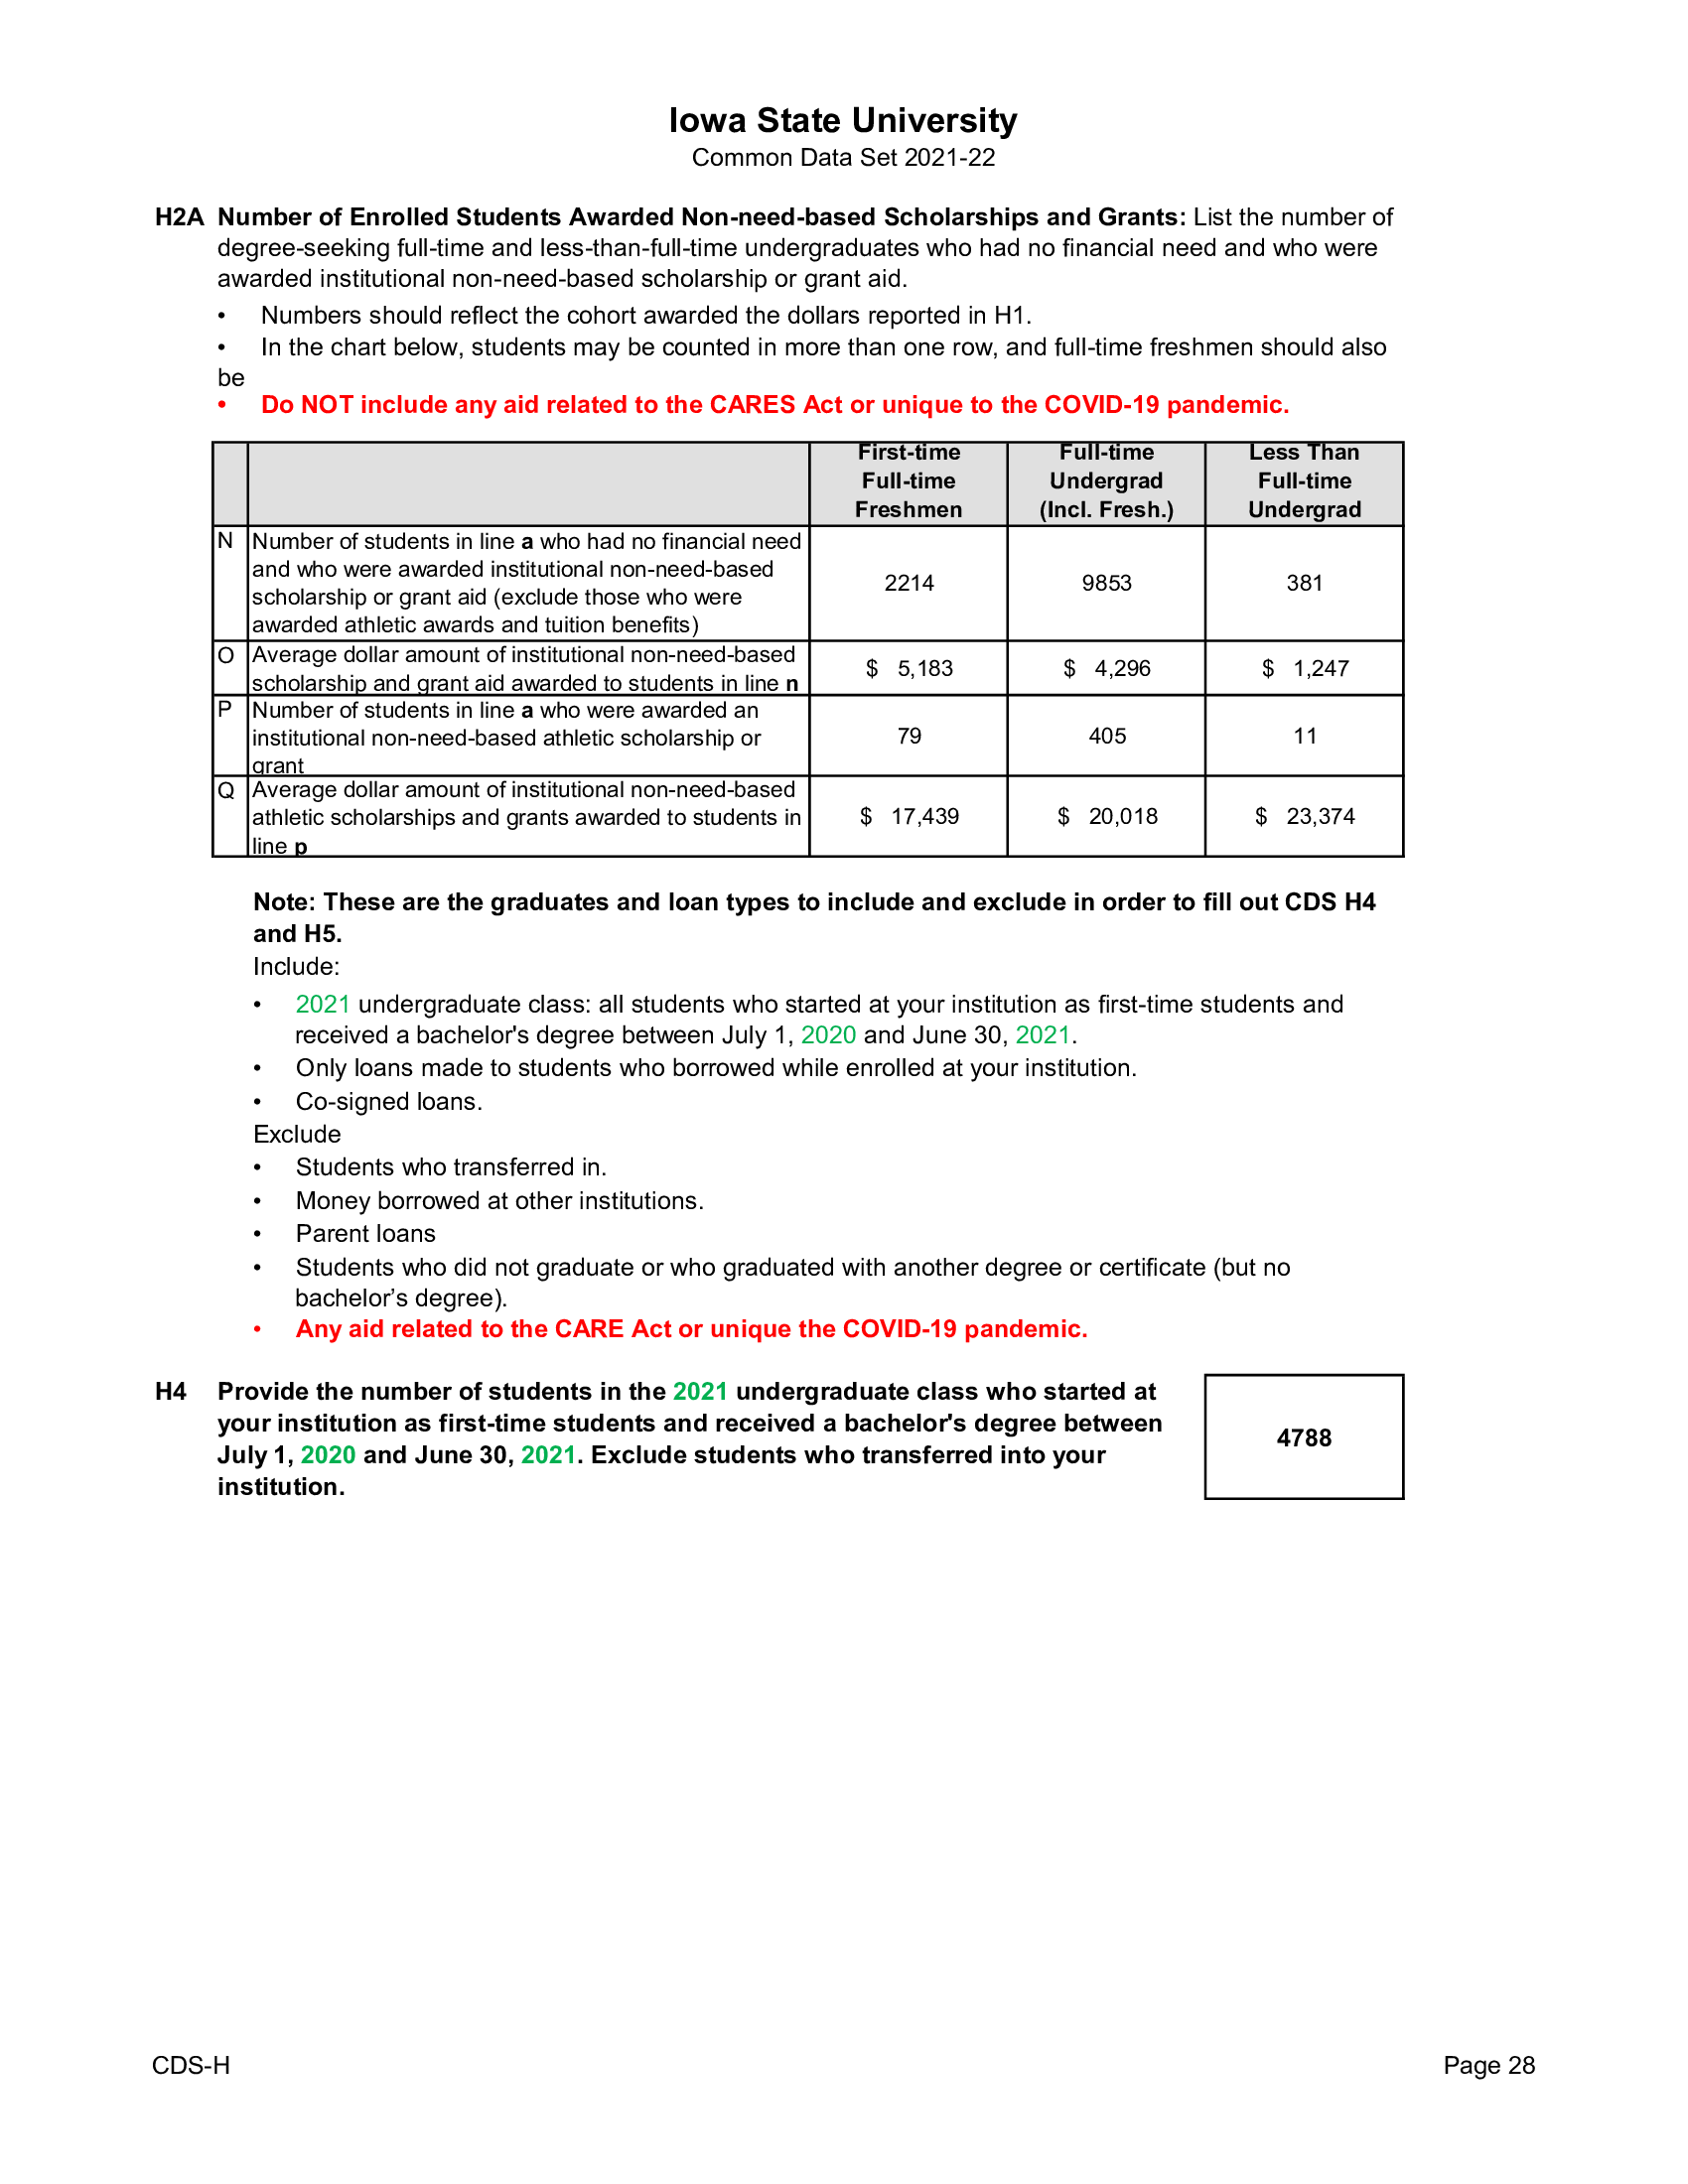 Iowa State University
Common Data Set 2021-22
H2A Number of Enrolled Students Awarded Non-need-based Scholarships and Grants: List the number of
degree-seeking full-time and less-than-full-time undergraduates who had no financial need and who were
awarded institutional non-need-based scholarship or grant aid.
• Numbers should reflect the cohort awarded the dollars reported in H1.
• In the chart below, students may be counted in more than one row, and full-time freshmen should also
be
• Do NOT include any aid related to the CARES Act or unique to the COVID-19 pandemic.
First-time
Full-time
Freshmen
Full-time
Undergrad
(Incl. Fresh.)
Less Than
Full-time
Undergrad
N Number of students in line a who had no financial need
and who were awarded institutional non-need-based
scholarship or grant aid (exclude those who were
awarded athletic awards and tuition benefits)
2214 9853 381
O Average dollar amount of institutional non-need-based
scholarship and grant aid awarded to students in line n
$ 5,183 $ 4,296 $ 1,247
P Number of students in line a who were awarded an
institutional non-need-based athletic scholarship or
grant
79 405 11
Q Average dollar amount of institutional non-need-based
athletic scholarships and grants awarded to students in
line p
$ 17,439 $ 20,018 $ 23,374
Note: These are the graduates and loan types to include and exclude in order to fill out CDS H4
and H5.
Include:
• 2021 undergraduate class: all students who started at your institution as first-time students and
received a bachelor's degree between July 1, 2020 and June 30, 2021.
• Only loans made to students who borrowed while enrolled at your institution.
• Co-signed loans.
Exclude
• Students who transferred in.
• Money borrowed at other institutions.
• Parent loans
• Students who did not graduate or who graduated with another degree or certificate (but no
bachelor’s degree).
• Any aid related to the CARE Act or unique the COVID-19 pandemic.
H4 Provide the number of students in the 2021 undergraduate class who started at
your institution as first-time students and received a bachelor's degree between
July 1, 2020 and June 30, 2021. Exclude students who transferred into your
institution.
4788
CDS-H Page 28